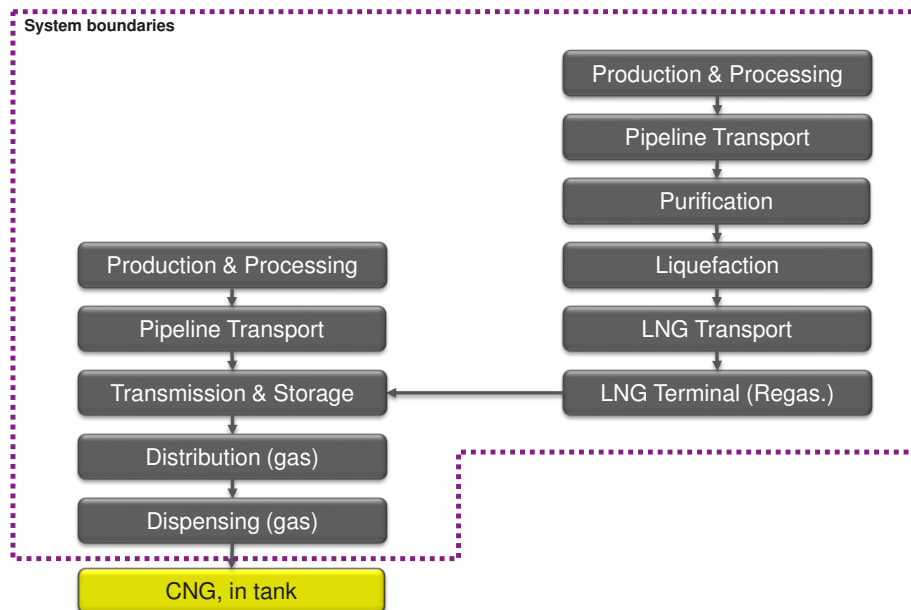 System boundaries
Production & Processing
Pipeline Transport
Purification
Liquefaction
LNG Transport
LNG Terminal (Regas.)
Production & Processing
Pipeline Transport
Transmission & Storage
Distribution (gas)
Dispensing (gas)
CNG, in tank